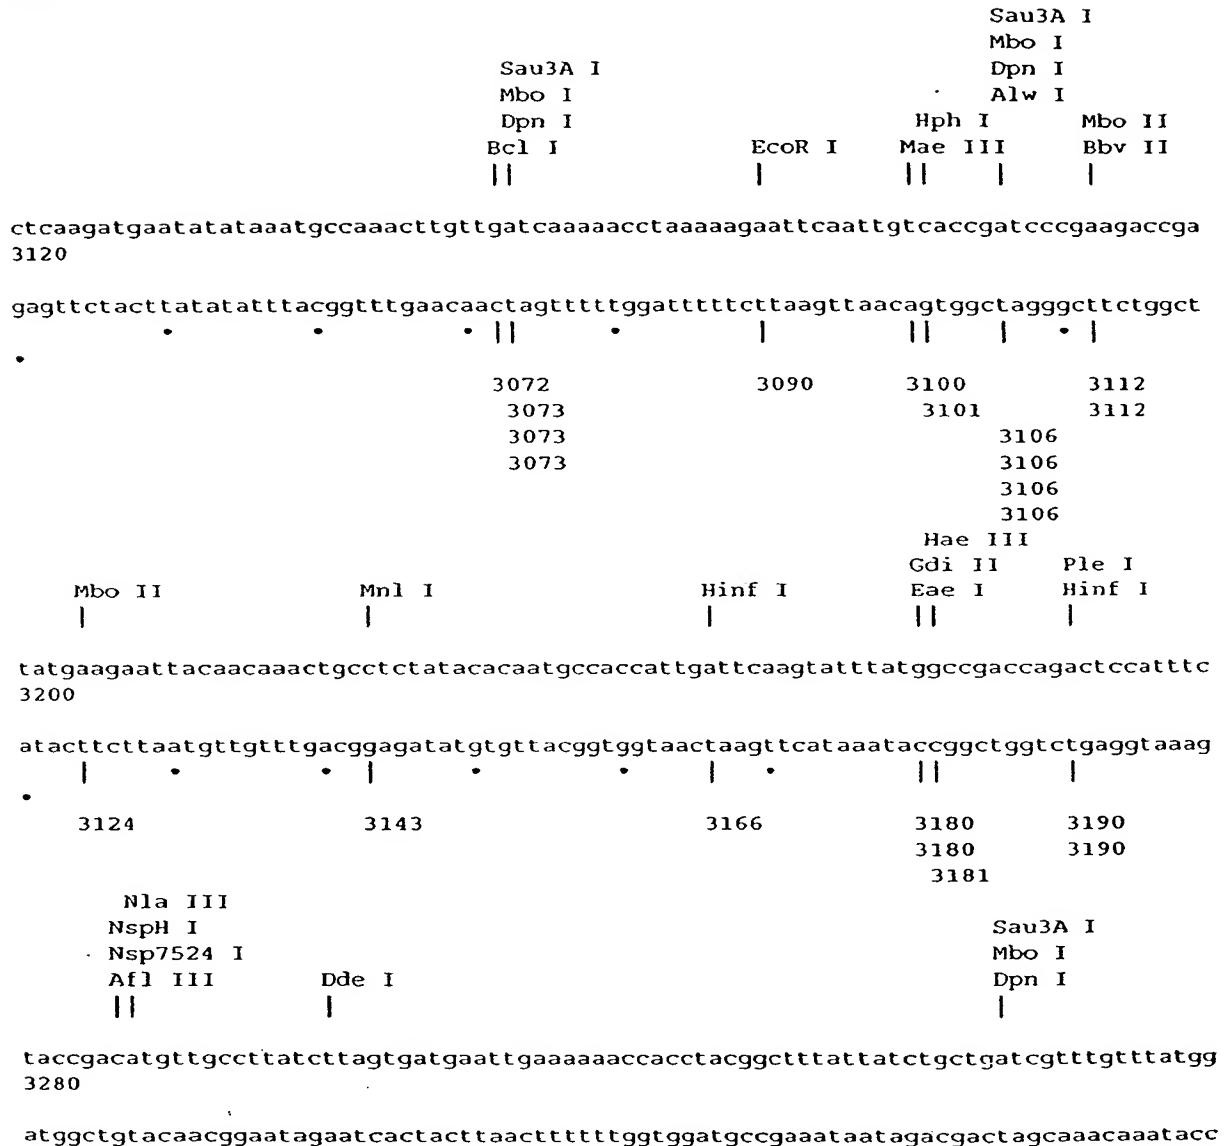 Sau3A I
Mbo I
Sau3A I Dpn I
Mbo I Alw I
Dpn I Hph I Mbo II
Bcl I EcoR I Mae III Bbv II
|| | || | |
ctcaagatgaatatataaatgccaaacttgttgatcaaaaacctaaaaagaattcaattgtcaccgatcccgaagaccga
3120
gagttctacttatatatttacggtttgaacaactagtttttggatttttcttaagttaacagtggctagggcttctggct
• • • || • | || | • |
•
3072 3090 3100 3112
3073 3101 3112
3073 3106
3073 3106
3106
3106
Hae III
Gdi II Ple I
Mbo II Mnl I Hinf I Eae I Hinf I
| | | || |
tatgaagaattacaacaaactgcctctatacacaatgccaccattgattcaagtatttatggccgaccagactccatttc
3200
atacttcttaatgttgtttgacggagatatgtgttacggtggtaactaagttcataaataccggctggtctgaggtaaag
| • • | • • | • || |
•
3124 3143 3166 3180 3190
3180 3190
3181
Nla III
NspH I Sau3A I
Nsp7524 I Mbo I
Afl III Dde I Dpn I
|| | |
taccgacatgttgccttatcttagtgatgaattgaaaaaaccacctacggctttattatctgctgatcgtttgtttatgg
3280
atggctgtacaacggaatagaatcactacttaacttttttggtggatgccgaaataatagacgactagcaaacaaatacc